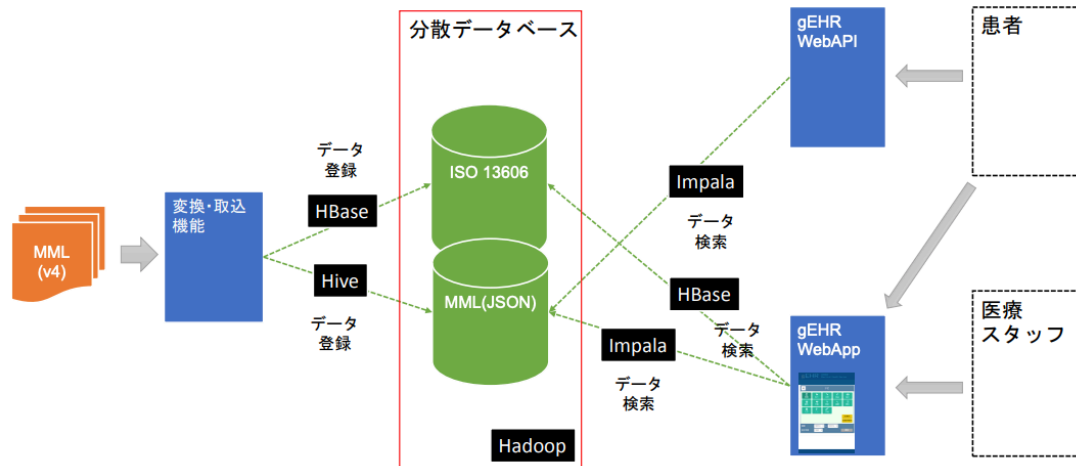 分散データベース
gEHR
WebAPI
患者
データ
登録
ISO 13606
Impala
変換・取込
機能
HBase
データ
検索
MML
(v4)
Hive
MML(JSON)
HBase
データ
登録
Impala
データ
検索
gEHR
WebApp
医療
スタッフ
データ
検索
Hadoop